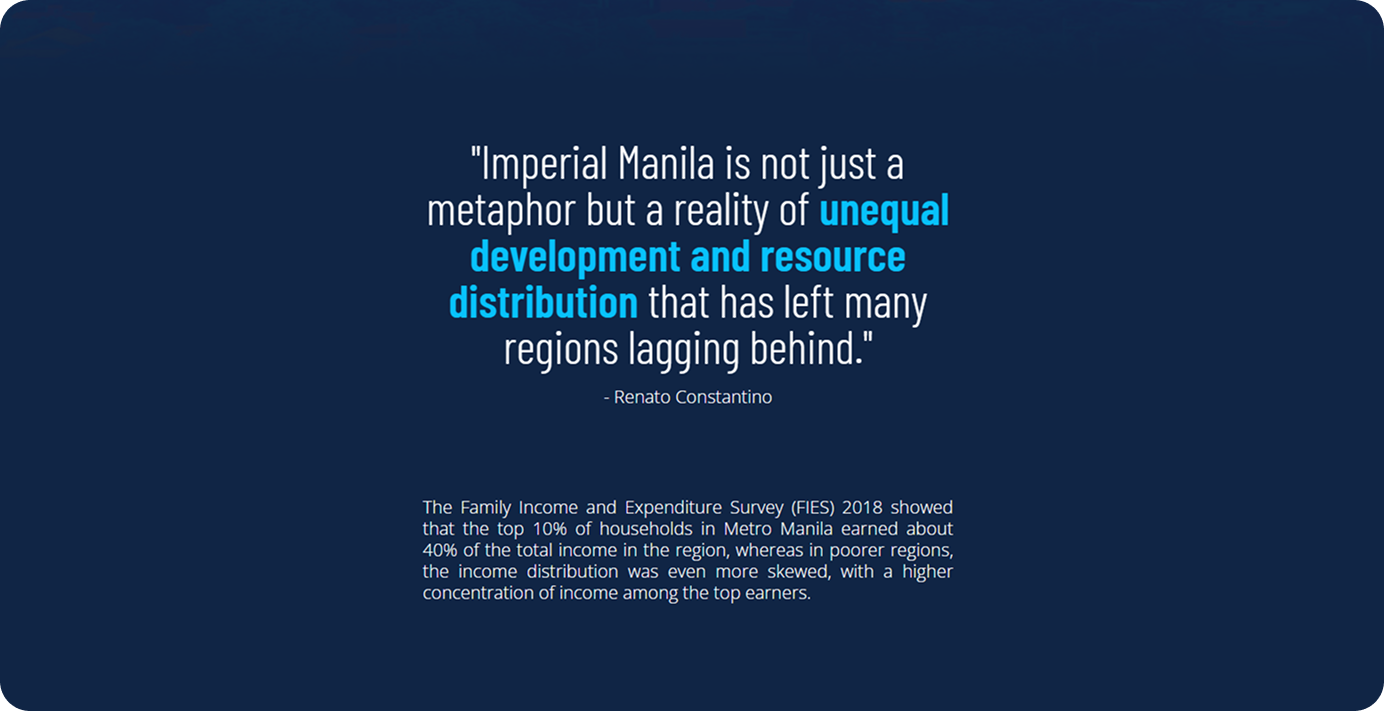 "Imperial Manila is not just a
metaphor but a reality of unequal
development and resource
distribution that has left many
regions lagging behind."
- Renato Constantino
The Family Income and Expenditure Survey (FIES) 2018 showed
that the top 10% of households in Metro Manila earned about
40% of the total income in the region, whereas in poorer regions,
the income distribution was even more skewed, with a higher
concentration of income among the top earners.